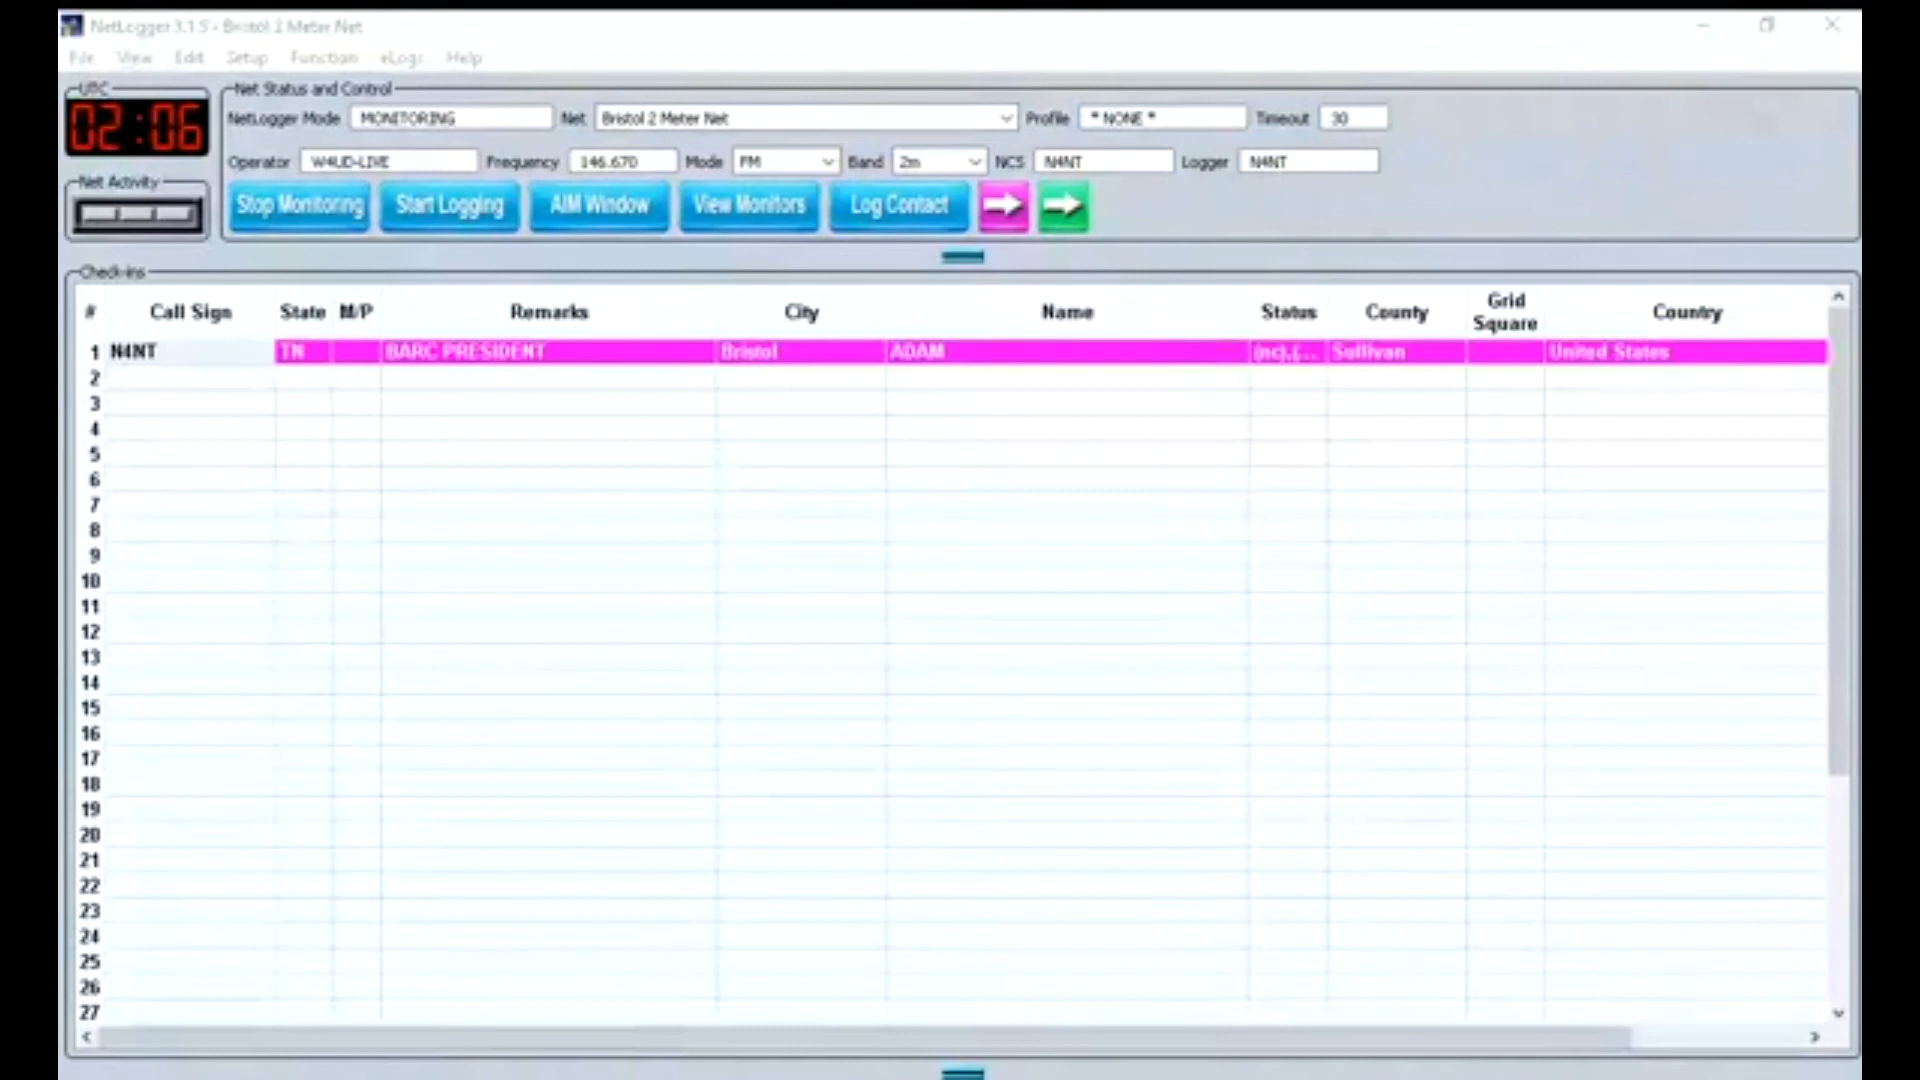 NetLogger 3.1.5 - Bristol 2 Meter Net
File View Edit Setup Function eLogs Help
UTC
02:06
Net Status and Control
NetLogger Mode MONITORING Net Bristol 2 Meter Net Profile * NONE * Timeout 30
Operator W4UD-LIVE Frequency 146.670 Mode FM Band 2m NCS N4NT Logger N4NT
Net Activity
Stop Monitoring Start Logging AIM Window View Monitors Log Contact
Check-ins
# Call Sign State M/P Remarks City Name Status County Grid Square Country
1 N4NT TN BARC PRESIDENT Bristol ADAM (nc),(... Sullivan United States
2
3
4
5
6
7
8
9
10
11
12
13
14
15
16
17
18
19
20
21
22
23
24
25
26
27